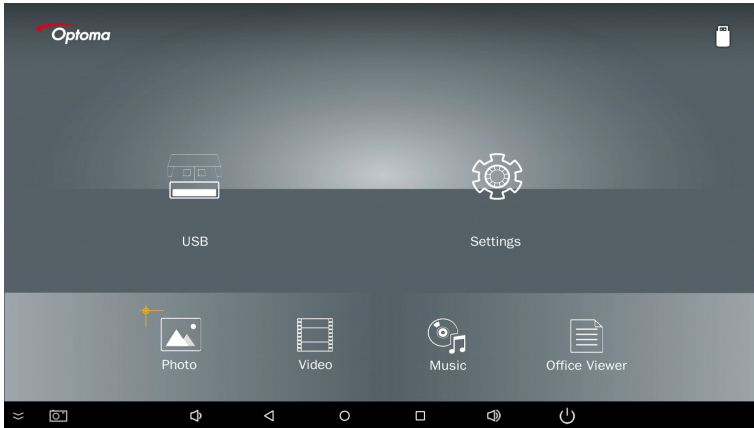 Optoma
USB
Settings
Photo
Video
Music
Office Viewer